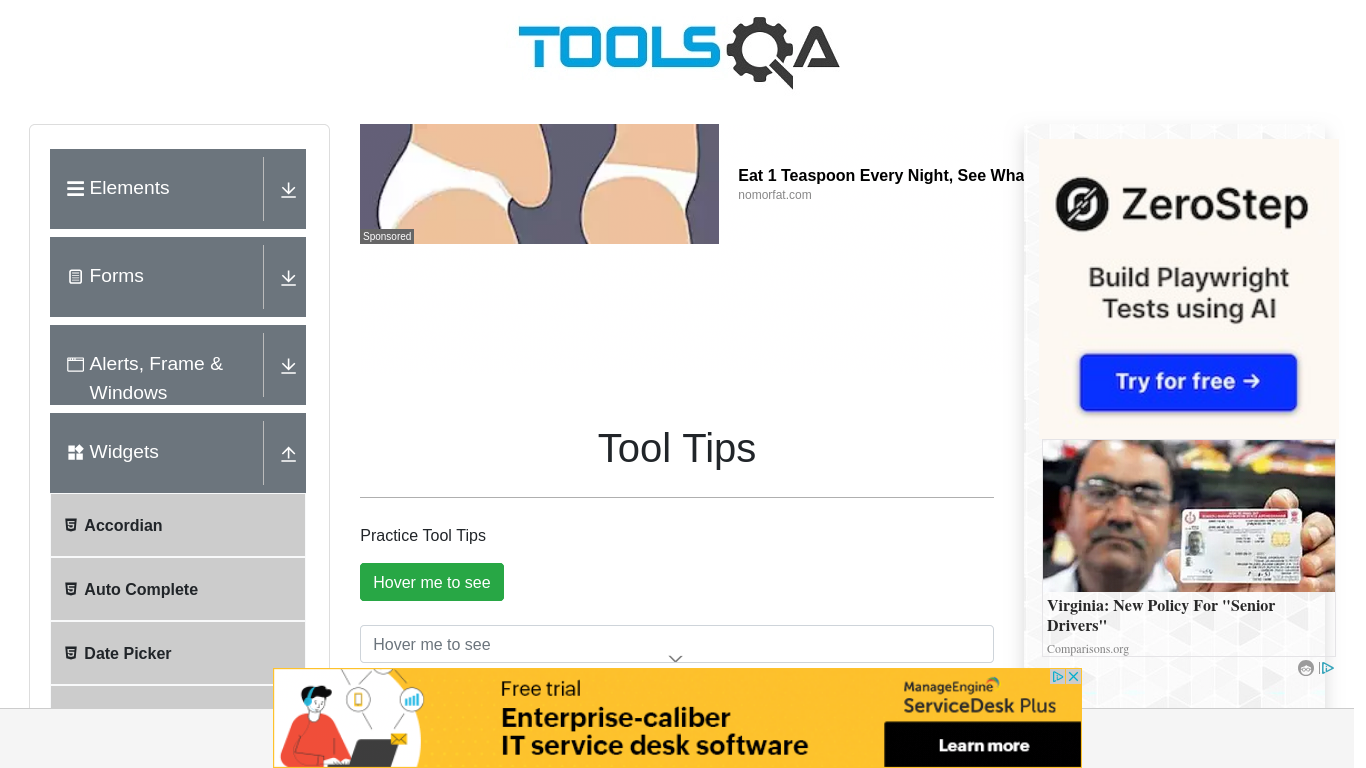 TOOLSQA
Elements
Forms
Alerts, Frame &
Windows
Widgets
Accordian
Auto Complete
Date Picker
Sponsored
Eat 1 Teaspoon Every Night, See Wha
nomorfat.com
Tool Tips
Practice Tool Tips
Hover me to see
Hover me to see
ZeroStep
Build Playwright
Tests using AI
Try for free →
Virginia: New Policy For "Senior
Drivers"
Comparisons.org
Free trial
Enterprise-caliber
IT service desk software
ManageEngine
ServiceDesk Plus
Learn more